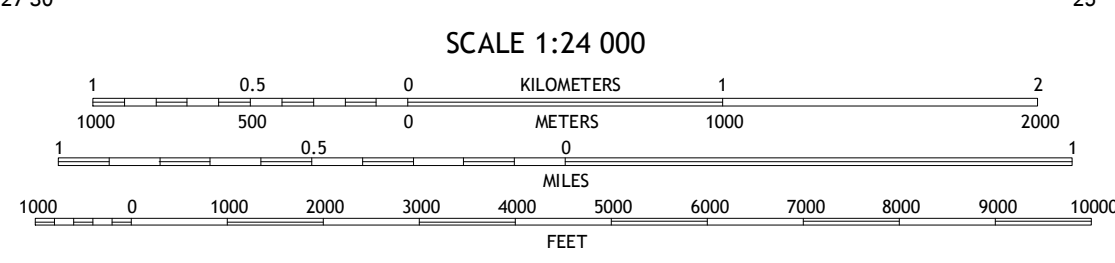 27'30" 25'
SCALE 1:24 000
1 0.5 0 KILOMETERS 1 2
1000 500 0 METERS 1000 2000
1 0.5 0 1
MILES
1000 0 1000 2000 3000 4000 5000 6000 7000 8000 9000 10000
FEET